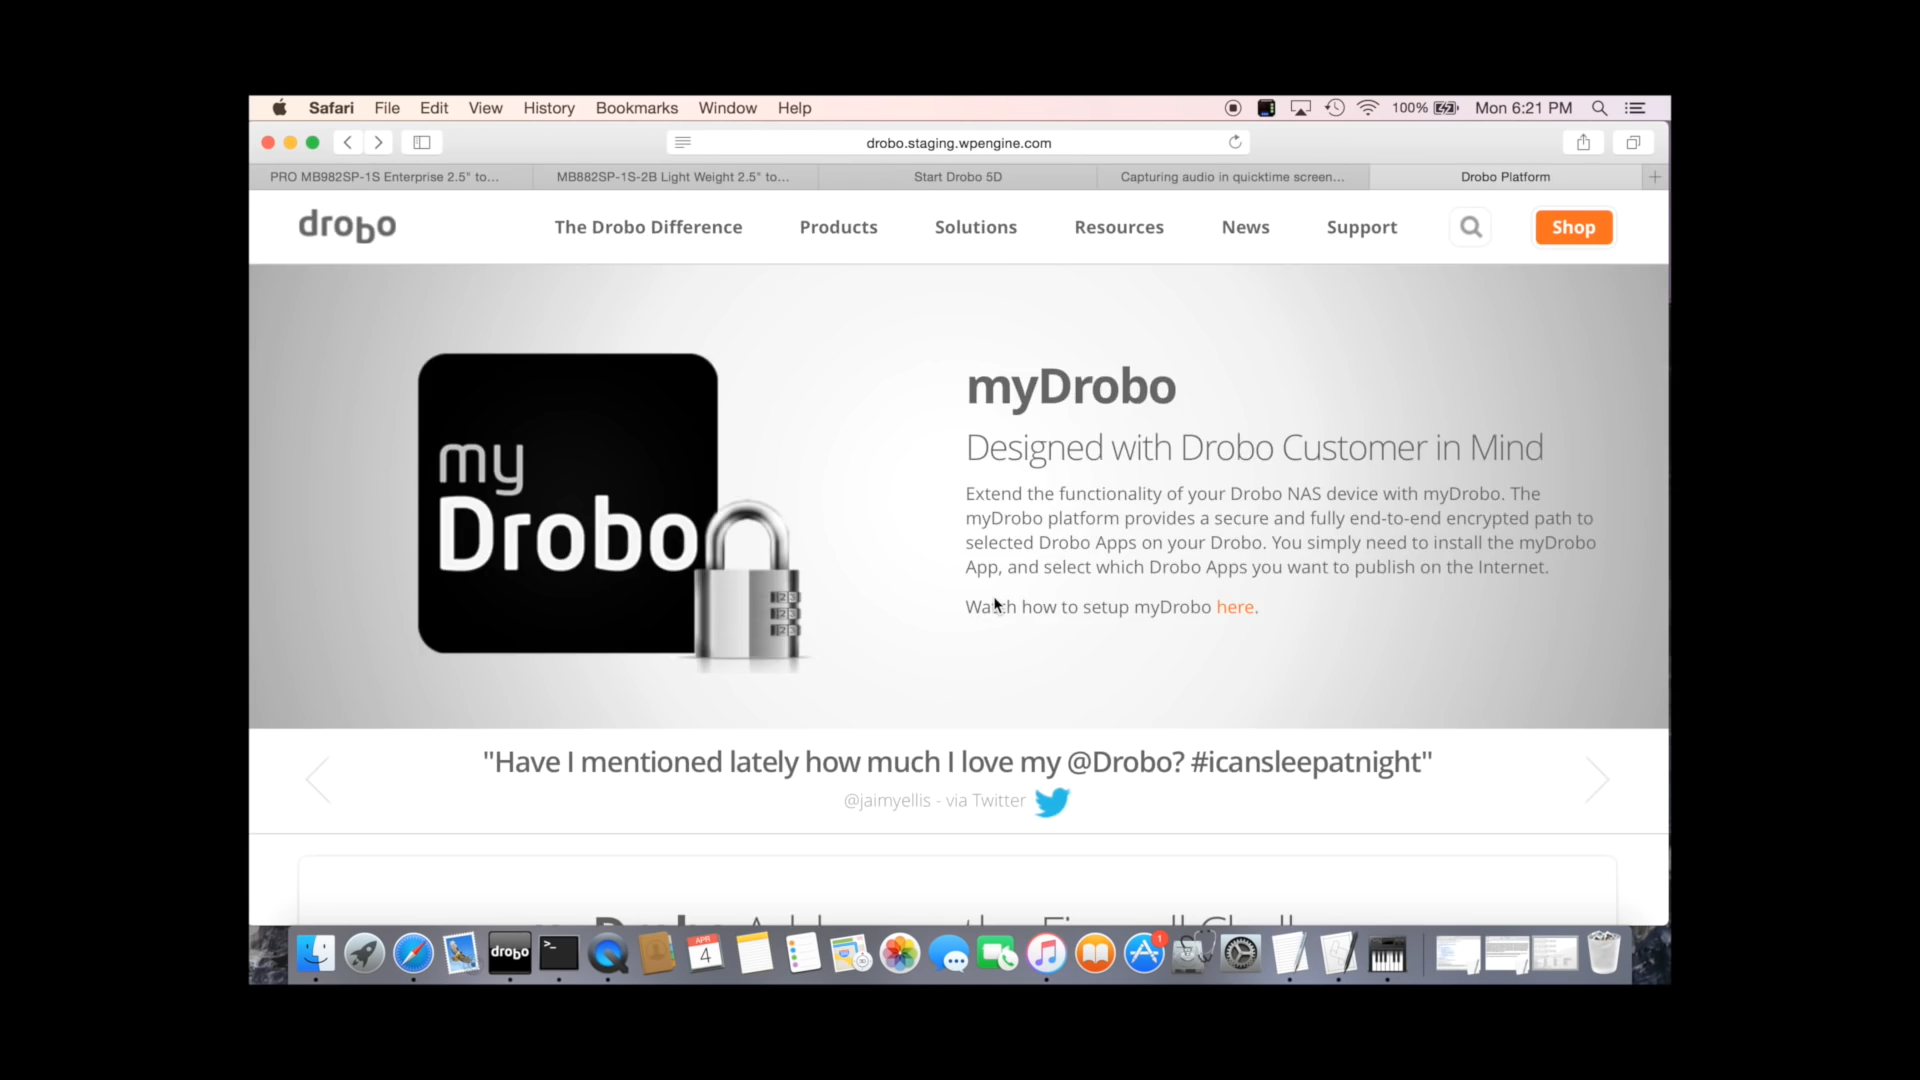 Safari File Edit View History Bookmarks Window Help 100% Mon 6:21 PM
drobo.staging.wpengine.com
PRO MB982SP-1S Enterprise 2.5" to... MB882SP-1S-2B Light Weight 2.5" to... Start Drobo 5D Capturing audio in quicktime screen... Drobo Platform
drobo The Drobo Difference Products Solutions Resources News Support Shop
my
Drobo
myDrobo
Designed with Drobo Customer in Mind
Extend the functionality of your Drobo NAS device with myDrobo. The
myDrobo platform provides a secure and fully end-to-end encrypted path to
selected Drobo Apps on your Drobo. You simply need to install the myDrobo
App, and select which Drobo Apps you want to publish on the Internet.
Watch how to setup myDrobo here.
"Have I mentioned lately how much I love my @Drobo? #icansleepatnight"
@jaimyellis - via Twitter
drobo
APR
4
1